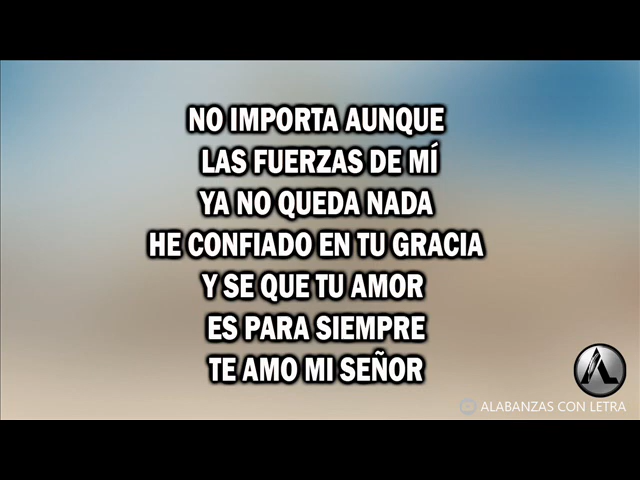 NO IMPORTA AUNQUE
LAS FUERZAS DE MÍ
YA NO QUEDA NADA
HE CONFIADO EN TU GRACIA
Y SE QUE TU AMOR
ES PARA SIEMPRE
TE AMO MI SEÑOR
ALABANZAS CON LETRA